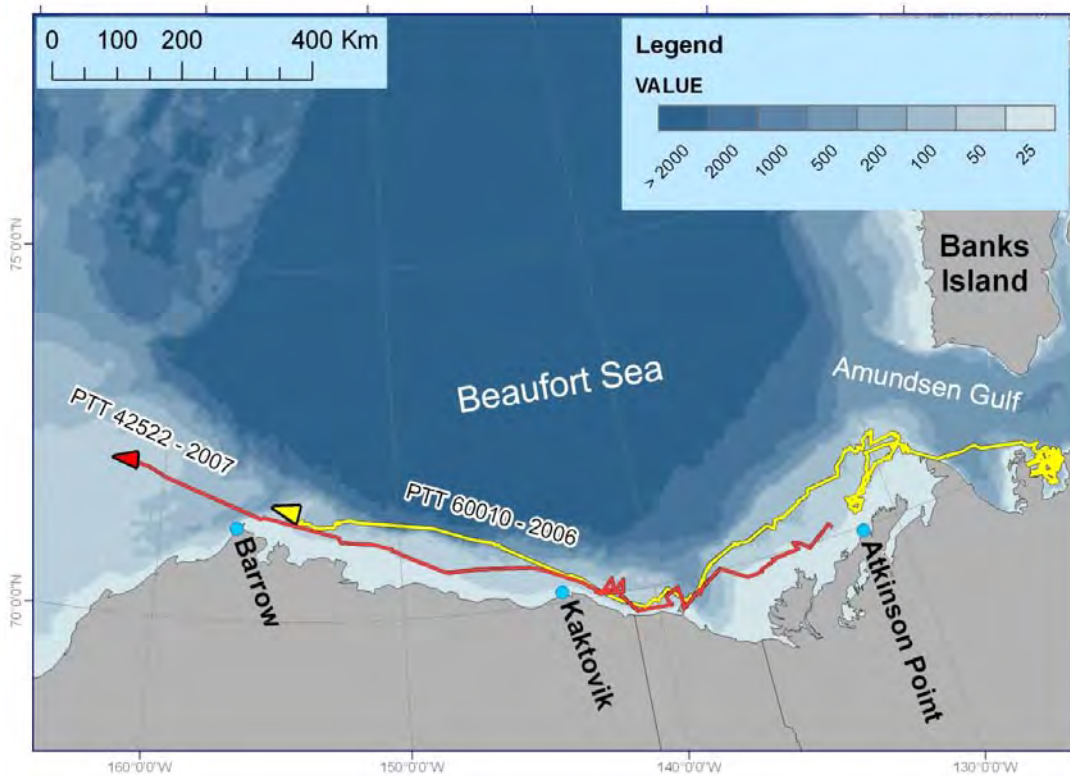 0 100 200 400 Km
Legend
VALUE
> 2000 2000 1000 500 200 100 50 25
Banks
Island
75°0'0"N
Beaufort Sea
Amundsen Gulf
PTT 42522 - 2007
PTT 60010 - 2006
Barrow
Kaktovik
Atkinson Point
70°0'0"N
160°0'0"W 150°0'0"W 140°0'0"W 130°0'0"W